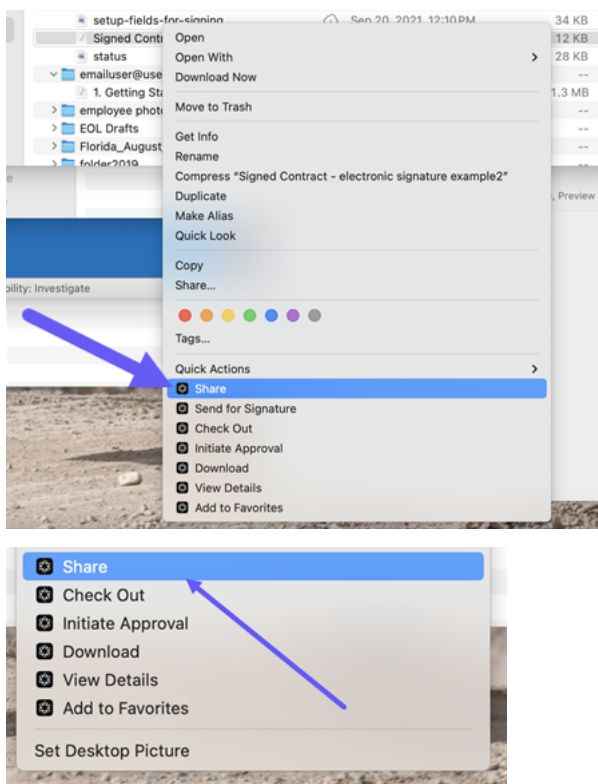 setup-fields-for-signing Sep 20, 2021, 12:10 PM 34 KB
Signed Contr 12 KB
status 28 KB
emailuser@use --
1. Getting Sta 1.3 MB
employee phot --
EOL Drafts --
Florida_August --
folder2019 --
Open
Open With
Download Now
Move to Trash
Get Info
Rename
Compress "Signed Contract - electronic signature example2"
Duplicate
Make Alias
Quick Look
Copy
Share...
Tags...
Quick Actions
Share
Send for Signature
Check Out
Initiate Approval
Download
View Details
Add to Favorites
, Preview
bility: Investigate
Share
Check Out
Initiate Approval
Download
View Details
Add to Favorites
Set Desktop Picture